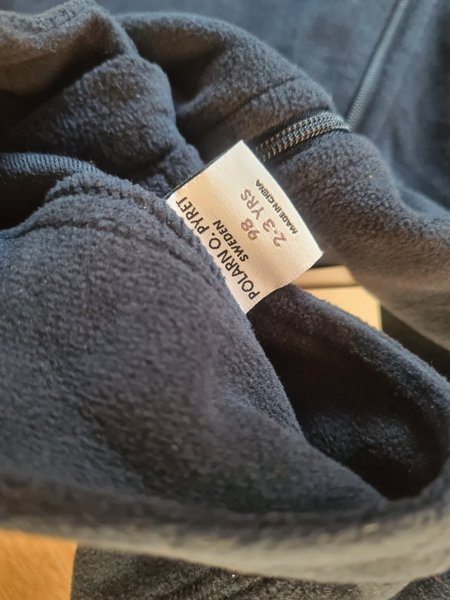 POLARN O. PYRET
SWEDEN
98
2-3 YRS
MADE IN CHINA